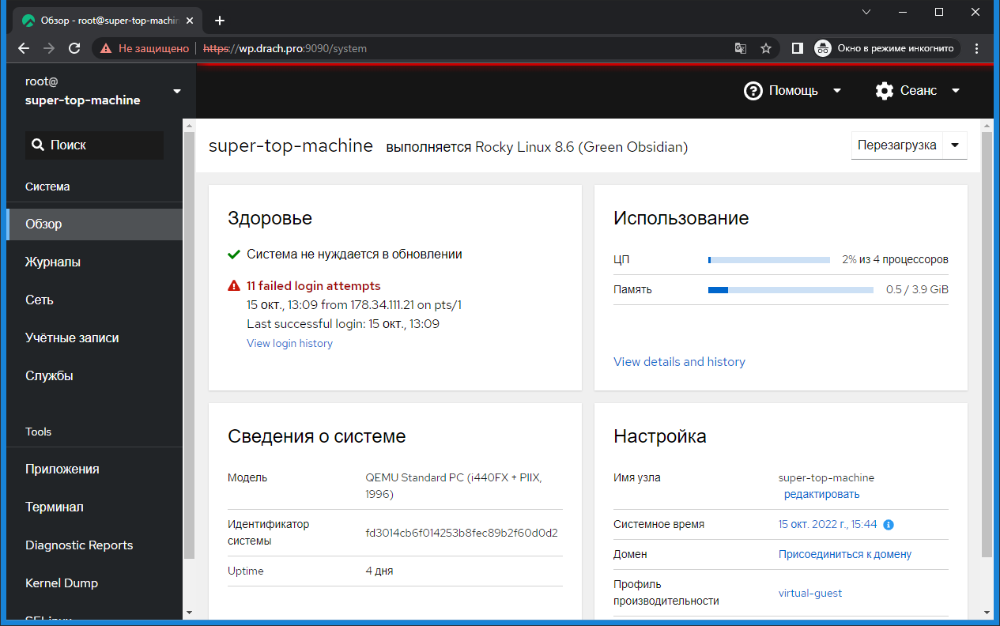 Обзор - root@super-top-machin
Не защищено
https://wp.drach.pro:9090/system
Окно в режиме инкогнито
root@
super-top-machine
Помощь
Сеанс
Поиск
Система
Обзор
Журналы
Сеть
Учётные записи
Службы
Tools
Приложения
Терминал
Diagnostic Reports
Kernel Dump
SELinux
super-top-machine выполняется Rocky Linux 8.6 (Green Obsidian)
Перезагрузка
Здоровье
Система не нуждается в обновлении
11 failed login attempts
15 окт., 13:09 from 178.34.111.21 on pts/1
Last successful login: 15 окт., 13:09
View login history
Использование
ЦП 2% из 4 процессоров
Память 0.5 / 3.9 GiB
View details and history
Сведения о системе
Модель QEMU Standard PC (i440FX + PIIX,
1996)
Идентификатор
системы fd3014cb6f014253b8fec89b2f60d0d2
Uptime 4 дня
Настройка
Имя узла super-top-machine
редактировать
Системное время 15 окт. 2022 г., 15:44
Домен Присоединиться к домену
Профиль
производительности virtual-guest